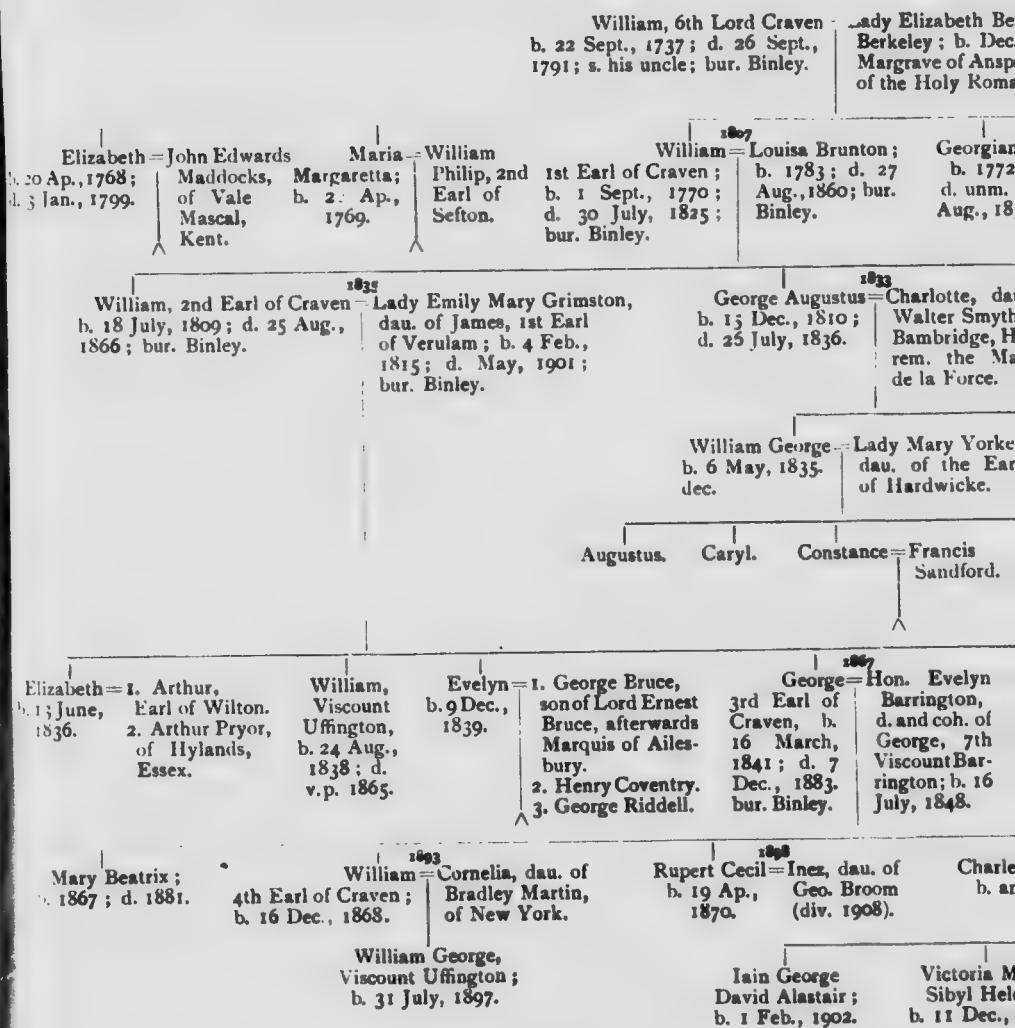 William, 6th Lord Craven
b. 22 Sept., 1737; d. 26 Sept.,
1791; s. his uncle; bur. Binley.
Lady Elizabeth Be
Berkeley; b. Dec.
Margrave of Anspa
of the Holy Roma
Elizabeth =
b. 20 Ap., 1768;
d. 3 Jan., 1799.
John Edwards
Maddocks,
of Vale
Mascal,
Kent.
Maria =
Margaretta;
b. 2 Ap.,
1769.
William
Philip, 2nd
Earl of
Sefton.
1807
William =
1st Earl of Craven;
b. 1 Sept., 1770;
d. 30 July, 1825;
bur. Binley.
Louisa Brunton;
b. 1783; d. 27
Aug., 1860; bur.
Binley.
Georgian
b. 1772
d. unm.
Aug., 18
1835
William, 2nd Earl of Craven =
b. 18 July, 1809; d. 25 Aug.,
1866; bur. Binley.
Lady Emily Mary Grimston,
dau. of James, 1st Earl
of Verulam; b. 4 Feb.,
1815; d. May, 1901;
bur. Binley.
1833
George Augustus =
b. 15 Dec., 1810;
d. 26 July, 1836.
Charlotte, dau
Walter Smyth
Bambridge, H
rem. the Ma
de la Force.
William George =
b. 6 May, 1835.
dec.
Lady Mary Yorke
dau. of the Ear
of Hardwicke.
Augustus.
Caryl.
Constance =
Francis
Sandford.
Elizabeth =
b. 13 June,
1836.
1. Arthur,
Earl of Wilton.
2. Arthur Pryor,
of Hylands,
Essex.
William,
Viscount
Uffington,
b. 24 Aug.,
1838; d.
v.p. 1865.
Evelyn =
b. 9 Dec.,
1839.
1. George Bruce,
son of Lord Ernest
Bruce, afterwards
Marquis of Ailes-
bury.
2. Henry Coventry.
3. George Riddell.
1867
George =
3rd Earl of
Craven, b.
16 March,
1841; d. 7
Dec., 1883.
bur. Binley.
Hon. Evelyn
Barrington,
d. and coh. of
George, 7th
Viscount Bar-
rington; b. 16
July, 1848.
Mary Beatrix;
b. 1867; d. 1881.
1893
William =
4th Earl of Craven;
b. 16 Dec., 1868.
Cornelia, dau. of
Bradley Martin,
of New York.
1898
Rupert Cecil =
b. 19 Ap.,
1870.
Inez, dau. of
Geo. Broom
(div. 1908).
Charle
b. an
William George,
Viscount Uffington;
b. 31 July, 1897.
Iain George
David Alastair;
b. 1 Feb., 1902.
Victoria M
Sibyl Hele
b. 11 Dec.,